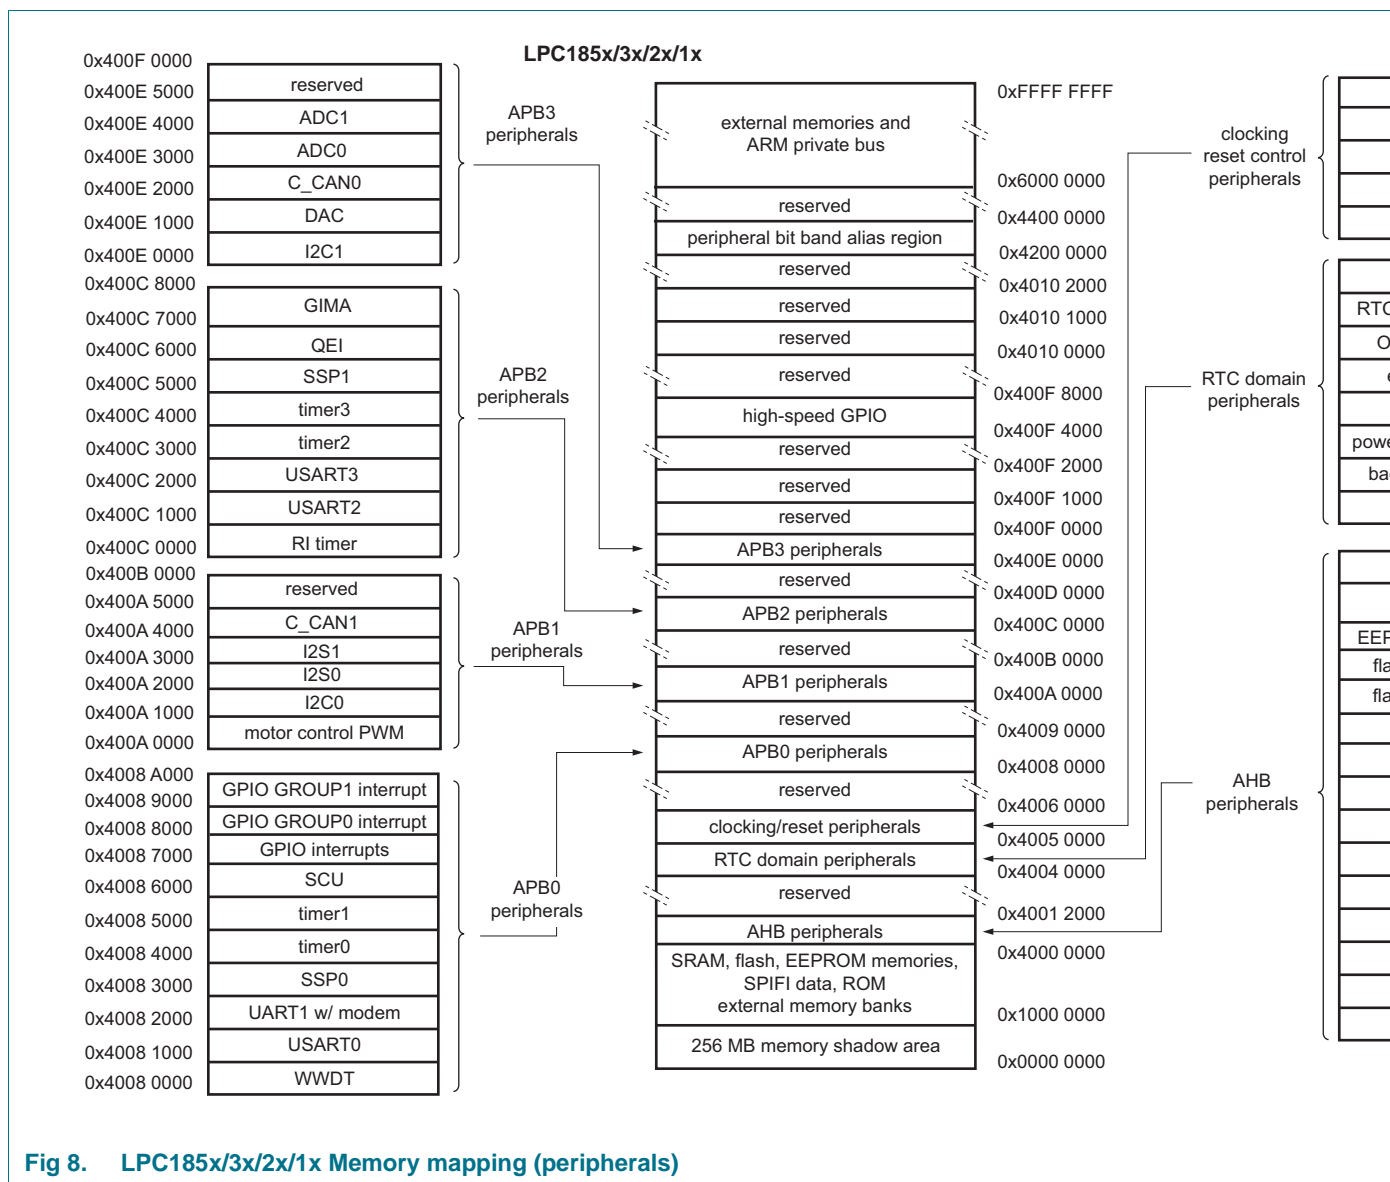 LPC185x/3x/2x/1x
0x400F 0000
reserved
0x400E 5000
ADC1
0x400E 4000
ADC0
0x400E 3000
C_CAN0
0x400E 2000
DAC
0x400E 1000
I2C1
0x400E 0000
APB3
peripherals
0x400C 8000
GIMA
0x400C 7000
QEI
0x400C 6000
SSP1
0x400C 5000
timer3
0x400C 4000
timer2
0x400C 3000
USART3
0x400C 2000
USART2
0x400C 1000
RI timer
0x400C 0000
APB2
peripherals
0x400B 0000
reserved
0x400A 5000
C_CAN1
0x400A 4000
I2S1
0x400A 3000
I2S0
0x400A 2000
I2C0
0x400A 1000
motor control PWM
0x400A 0000
APB1
peripherals
0x4008 A000
GPIO GROUP1 interrupt
0x4008 9000
GPIO GROUP0 interrupt
0x4008 8000
GPIO interrupts
0x4008 7000
SCU
0x4008 6000
timer1
0x4008 5000
timer0
0x4008 4000
SSP0
0x4008 3000
UART1 w/ modem
0x4008 2000
USART0
0x4008 1000
WWDT
0x4008 0000
APB0
peripherals
0xFFFF FFFF
external memories and
ARM private bus
0x6000 0000
reserved
0x4400 0000
peripheral bit band alias region
0x4200 0000
reserved
0x4010 2000
reserved
0x4010 1000
reserved
0x4010 0000
reserved
0x400F 8000
high-speed GPIO
0x400F 4000
reserved
0x400F 2000
reserved
0x400F 1000
reserved
0x400F 0000
APB3 peripherals
0x400E 0000
reserved
0x400D 0000
APB2 peripherals
0x400C 0000
reserved
0x400B 0000
APB1 peripherals
0x400A 0000
reserved
0x4009 0000
APB0 peripherals
0x4008 0000
reserved
0x4006 0000
clocking/reset peripherals
0x4005 0000
RTC domain peripherals
0x4004 0000
reserved
0x4001 2000
AHB peripherals
0x4000 0000
SRAM, flash, EEPROM memories,
SPIFI data, ROM
external memory banks
0x1000 0000
256 MB memory shadow area
0x0000 0000
clocking
reset control
peripherals
RTC domain
peripherals
AHB
peripherals
Fig 8. LPC185x/3x/2x/1x Memory mapping (peripherals)